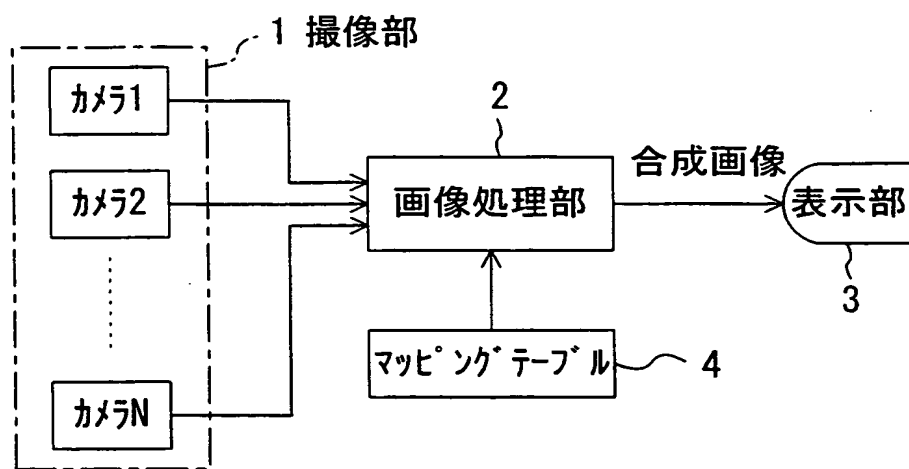 1 撮像部
カメラ1
カメラ2
カメラN
2
画像処理部
合成画像
表示部
3
マッピングテーブル
4